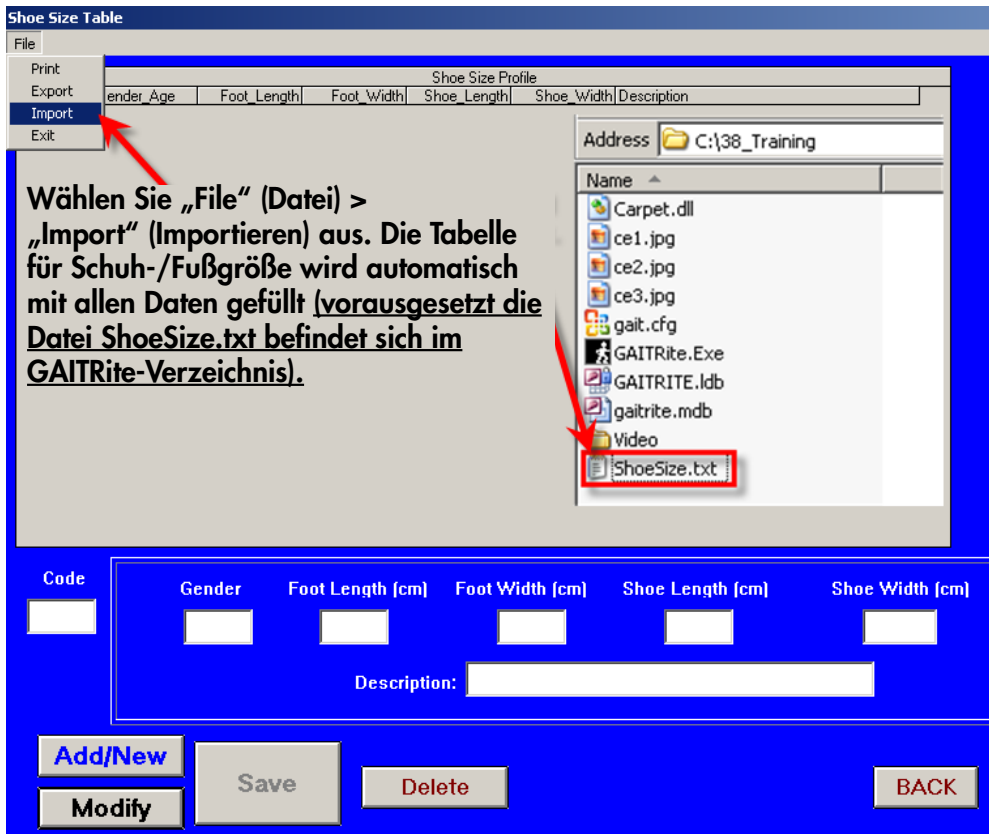 Shoe Size Table
File
Print
Export
Import
Exit
Shoe Size Profile
ender_Age Foot_Length Foot_Width Shoe_Length Shoe_Width Description
Address C:\38_Training
Name
Carpet.dll
ce1.jpg
ce2.jpg
ce3.jpg
gait.cfg
GAITRite.Exe
GAITRITE.ldb
gaitrite.mdb
Video
ShoeSize.txt
Wählen Sie „File“ (Datei) >
„Import“ (Importieren) aus. Die Tabelle
für Schuh-/Fußgröße wird automatisch
mit allen Daten gefüllt (vorausgesetzt die
Datei ShoeSize.txt befindet sich im
GAITRite-Verzeichnis).
Code
Gender Foot Length (cm) Foot Width (cm) Shoe Length (cm) Shoe Width (cm)
Description:
Add/New
Modify
Save
Delete
BACK